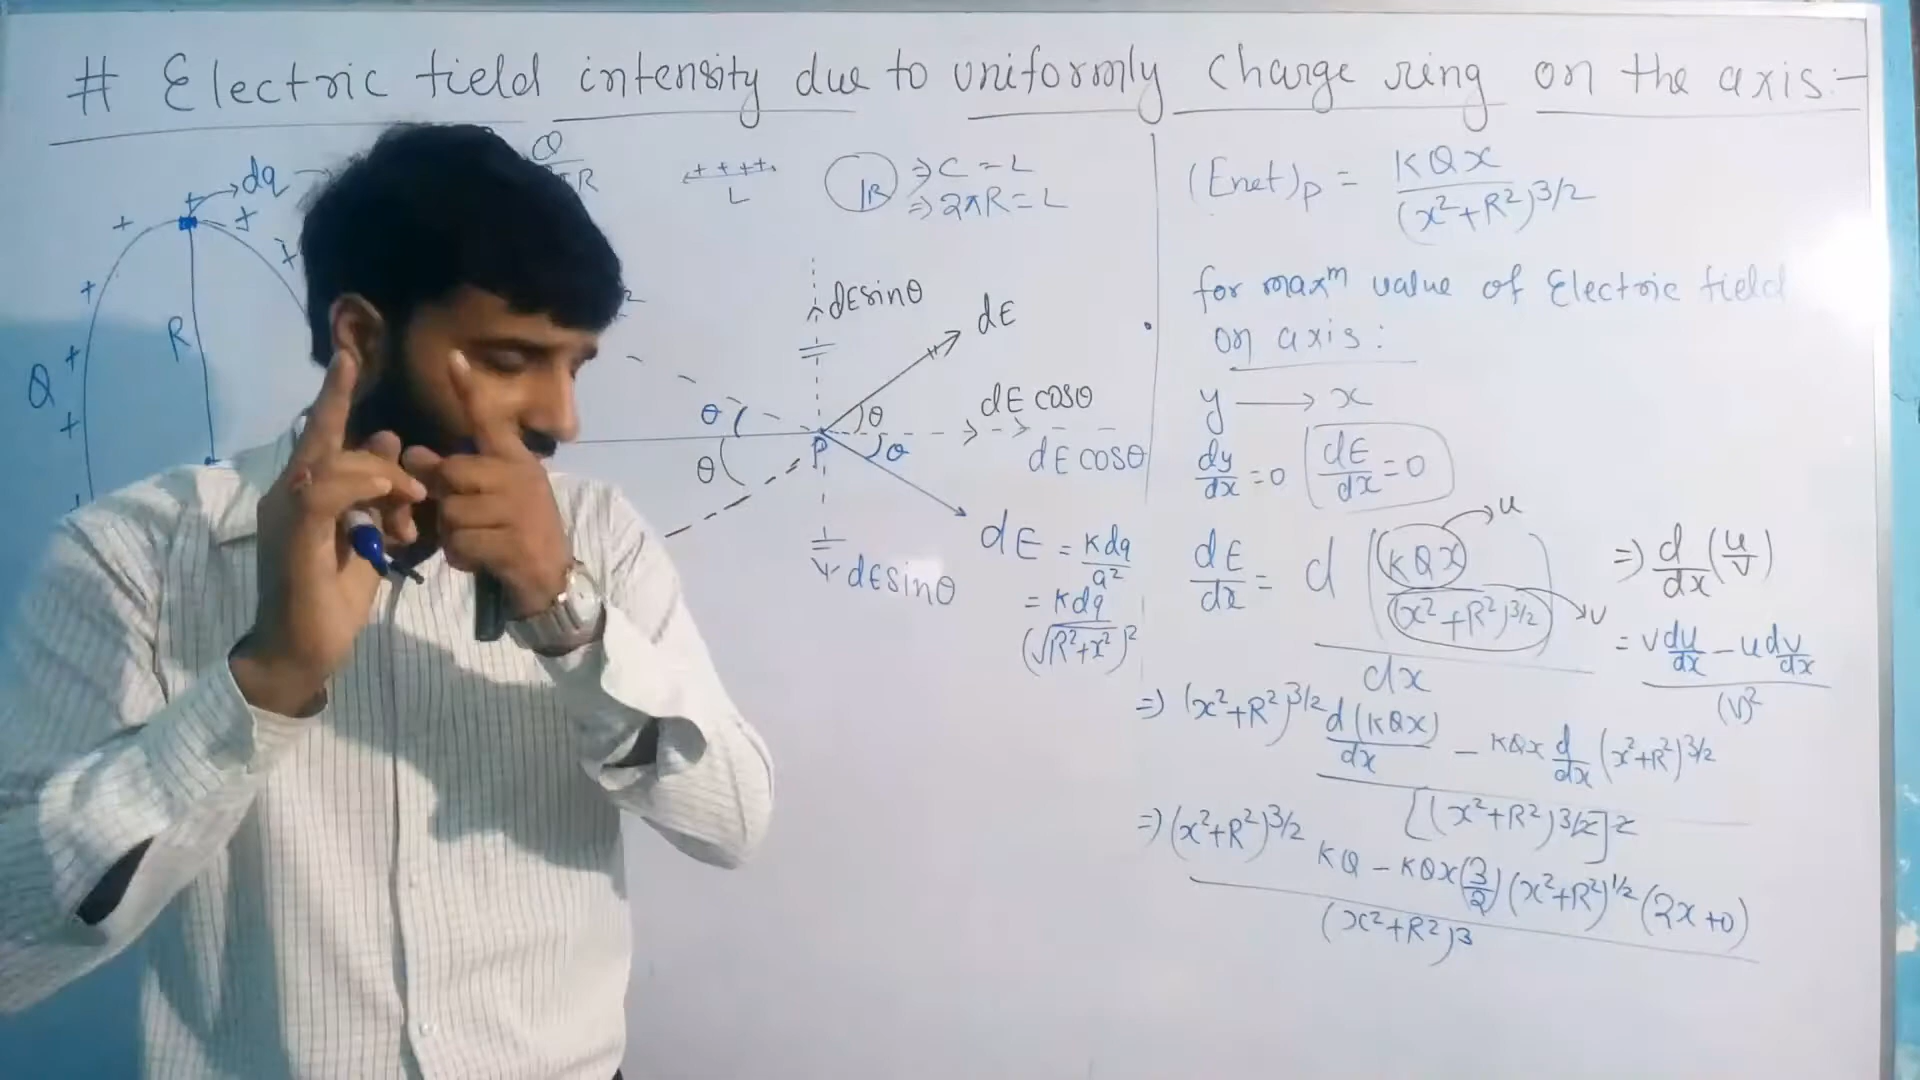 # Electric field intensity due to uniformly charge ring on the axis:-
dq
Q
R
+ + + +
L
R
⇒ C = L
⇒ 2πR = L
R
Q
dEsinθ
dE
dE cosθ
dE cosθ
θ
θ
θ
θ
P
dEsinθ
dE = Kdq/a²
= Kdq/(√R²+x²)²
(Enet)p = KQx/(x²+R²)3/2
for maxm value of Electric field
on axis:
y → x
dy/dx = 0 dE/dx = 0
dE/dx = d(KQx/(x²+R²)3/2)/dx
u
v
⇒ d/dx (u/v)
= (v du/dx - u dv/dx)/(v)²
⇒ ((x²+R²)3/2 d(KQx)/dx - KQx d/dx (x²+R²)3/2)/[(x²+R²)3/2]2
⇒ ((x²+R²)3/2 KQ - KQx(3/2)(x²+R²)1/2(2x+0))/(x²+R²)3